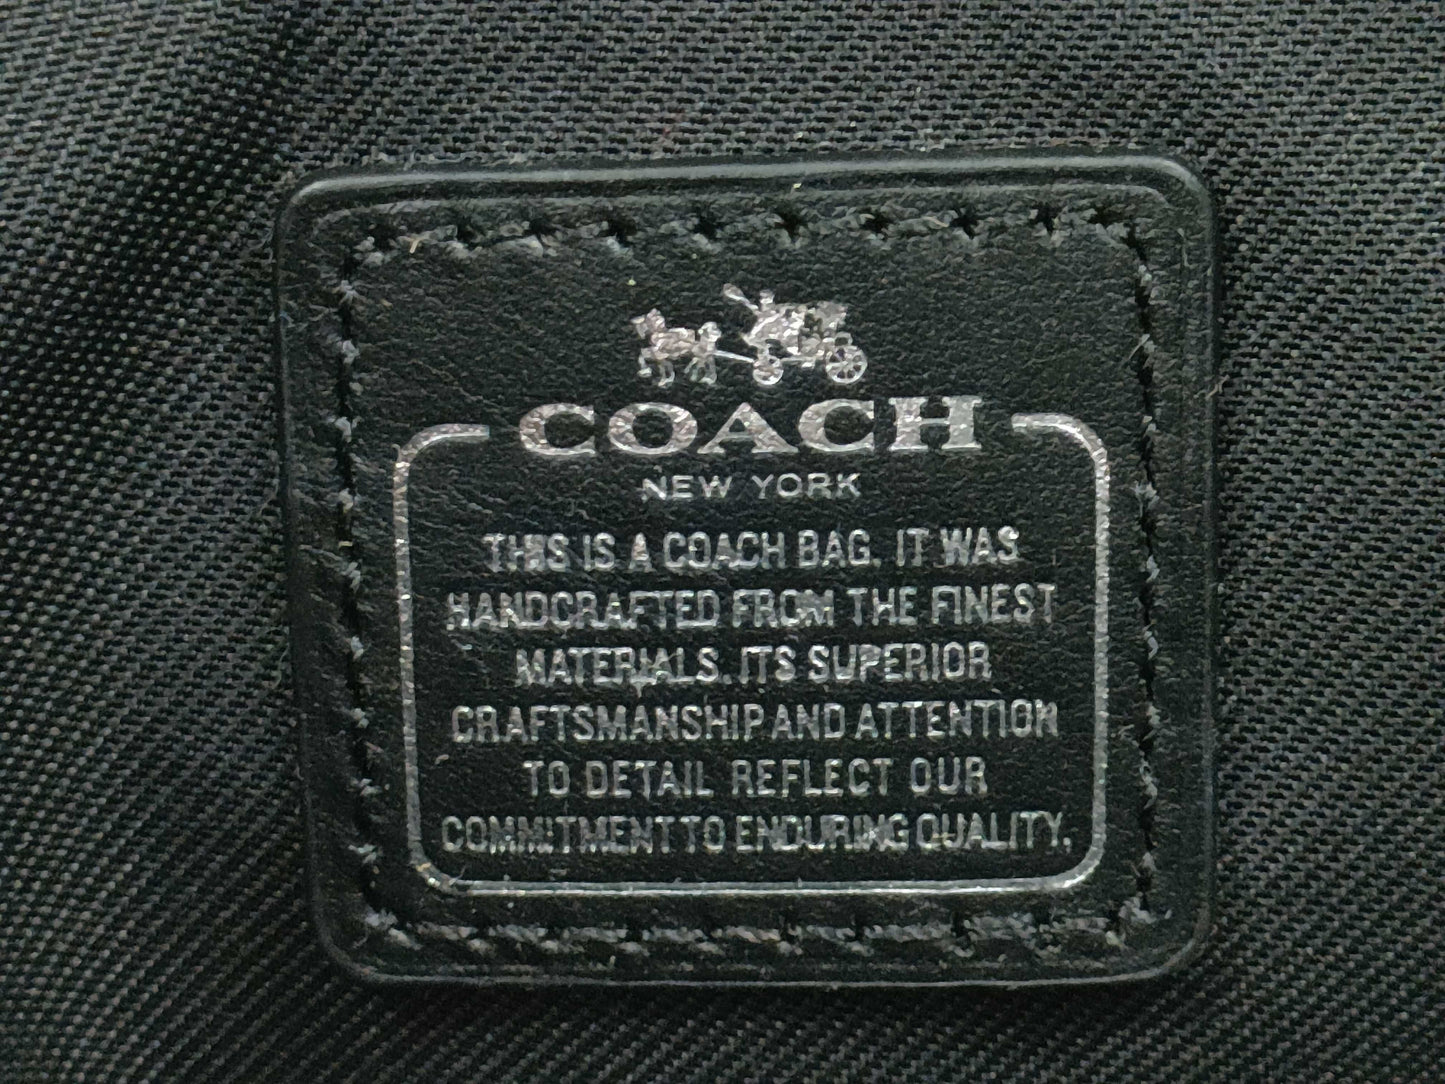 COACH
NEW YORK
THIS IS A COACH BAG. IT WAS
HANDCRAFTED FROM THE FINEST
MATERIALS. ITS SUPERIOR
CRAFTSMANSHIP AND ATTENTION
TO DETAIL REFLECT OUR
COMMITMENT TO ENDURING QUALITY.